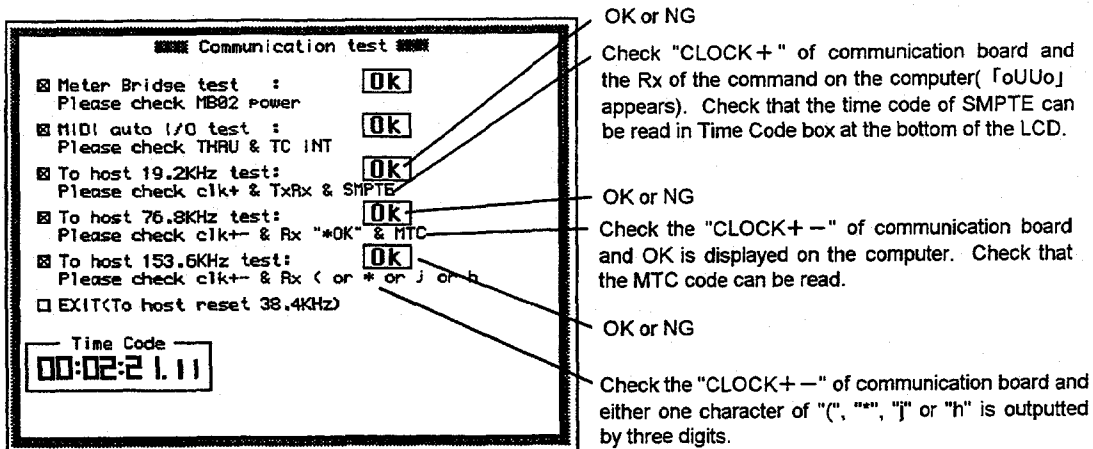 Communication test
Meter Bridge test : Ok
Please check MB02 power
MIDI auto I/O test : Ok
Please check THRU & TC INT
To host 19.2KHz test: Ok
Please check clk+ & TxRx & SMPTE
To host 76.8KHz test: Ok
Please check clk+- & Rx "*OK" & MTC
To host 153.6KHz test: Ok
Please check clk+- & Rx ( or * or j or h
EXIT(To host reset 38.4KHz)
Time Code
00:02:21.11
OK or NG
Check "CLOCK+" of communication board and
the Rx of the command on the computer(「oUUo」
appears). Check that the time code of SMPTE can
be read in Time Code box at the bottom of the LCD.
OK or NG
Check the "CLOCK+−" of communication board
and OK is displayed on the computer. Check that
the MTC code can be read.
OK or NG
Check the "CLOCK+−" of communication board and
either one character of "(", "*", "j" or "h" is outputted
by three digits.